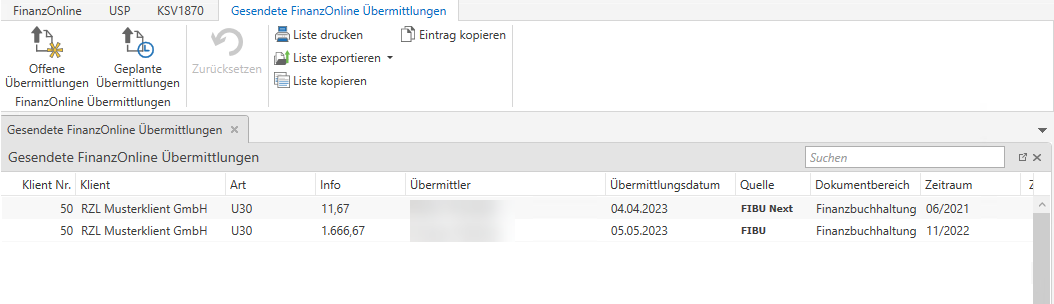 FinanzOnline USP KSV1870 Gesendete FinanzOnline Übermittlungen
Offene Übermittlungen
Geplante Übermittlungen
FinanzOnline Übermittlungen
Zurücksetzen
Liste drucken
Liste exportieren
Liste kopieren
Eintrag kopieren
Gesendete FinanzOnline Übermittlungen
Gesendete FinanzOnline Übermittlungen Suchen
Klient Nr. Klient Art Info Übermittler Übermittlungsdatum Quelle Dokumentbereich Zeitraum Z
50 RZL Musterklient GmbH U30 11,67 04.04.2023 FIBU Next Finanzbuchhaltung 06/2021
50 RZL Musterklient GmbH U30 1.666,67 05.05.2023 FIBU Finanzbuchhaltung 11/2022